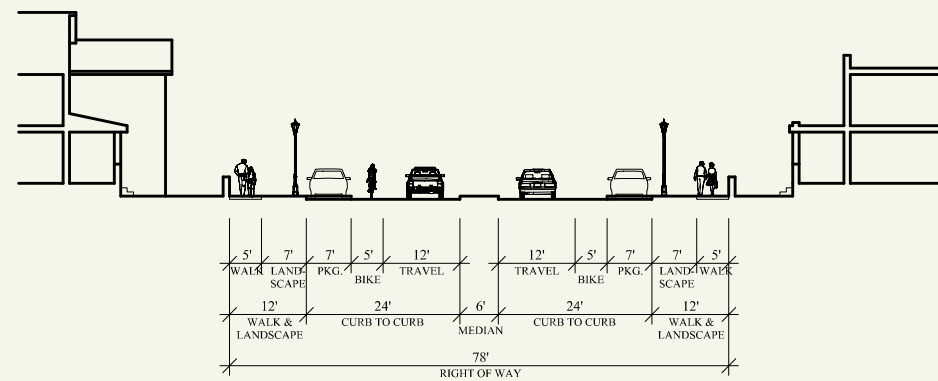 5' 7' 7' 5' 12' 12' 5' 7' 7' 5'
WALK LAND- PKG. BIKE TRAVEL TRAVEL BIKE PKG. LAND- WALK
SCAPE SCAPE
12' 24' 6' 24' 12'
WALK & CURB TO CURB MEDIAN CURB TO CURB WALK &
LANDSCAPE LANDSCAPE
78'
RIGHT OF WAY